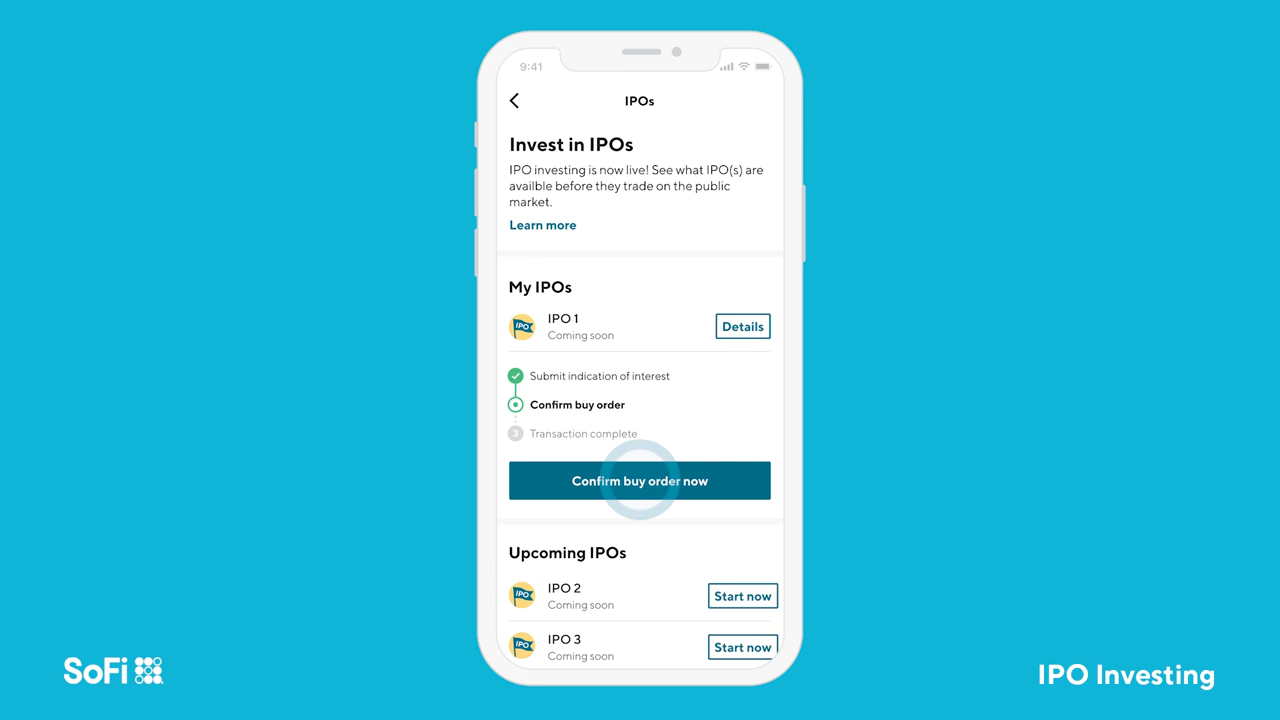 9:41
IPOs
Invest in IPOs
IPO investing is now live! See what IPO(s) are
availble before they trade on the public
market.
Learn more
My IPOs
IPO
IPO 1
Coming soon
Details
Submit indication of interest
Confirm buy order
3 Transaction complete
Confirm buy order now
Upcoming IPOs
IPO
IPO 2
Coming soon
Start now
IPO
IPO 3
Coming soon
Start now
SoFi
IPO Investing